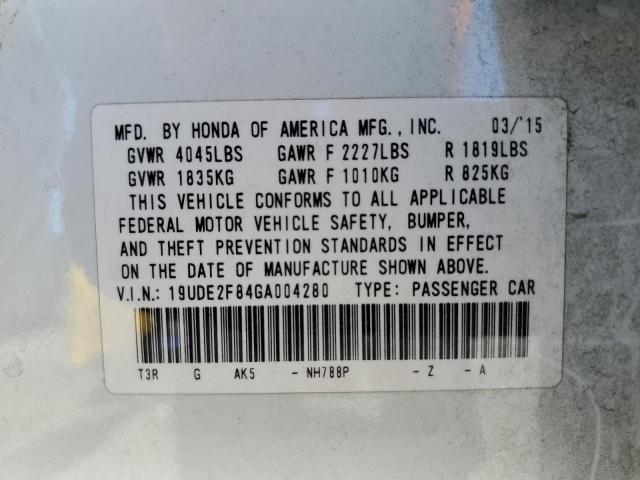 MFD. BY HONDA OF AMERICA MFG., INC. 03/'15
GVWR 4045LBS GAWR F 2227LBS R 1819LBS
GVWR 1835KG GAWR F 1010KG R 825KG
THIS VEHICLE CONFORMS TO ALL APPLICABLE
FEDERAL MOTOR VEHICLE SAFETY, BUMPER,
AND THEFT PREVENTION STANDARDS IN EFFECT
ON THE DATE OF MANUFACTURE SHOWN ABOVE.
V.I.N.: 19UDE2F84GA004280 TYPE: PASSENGER CAR
T3R G AK5 - NH788P - Z - A